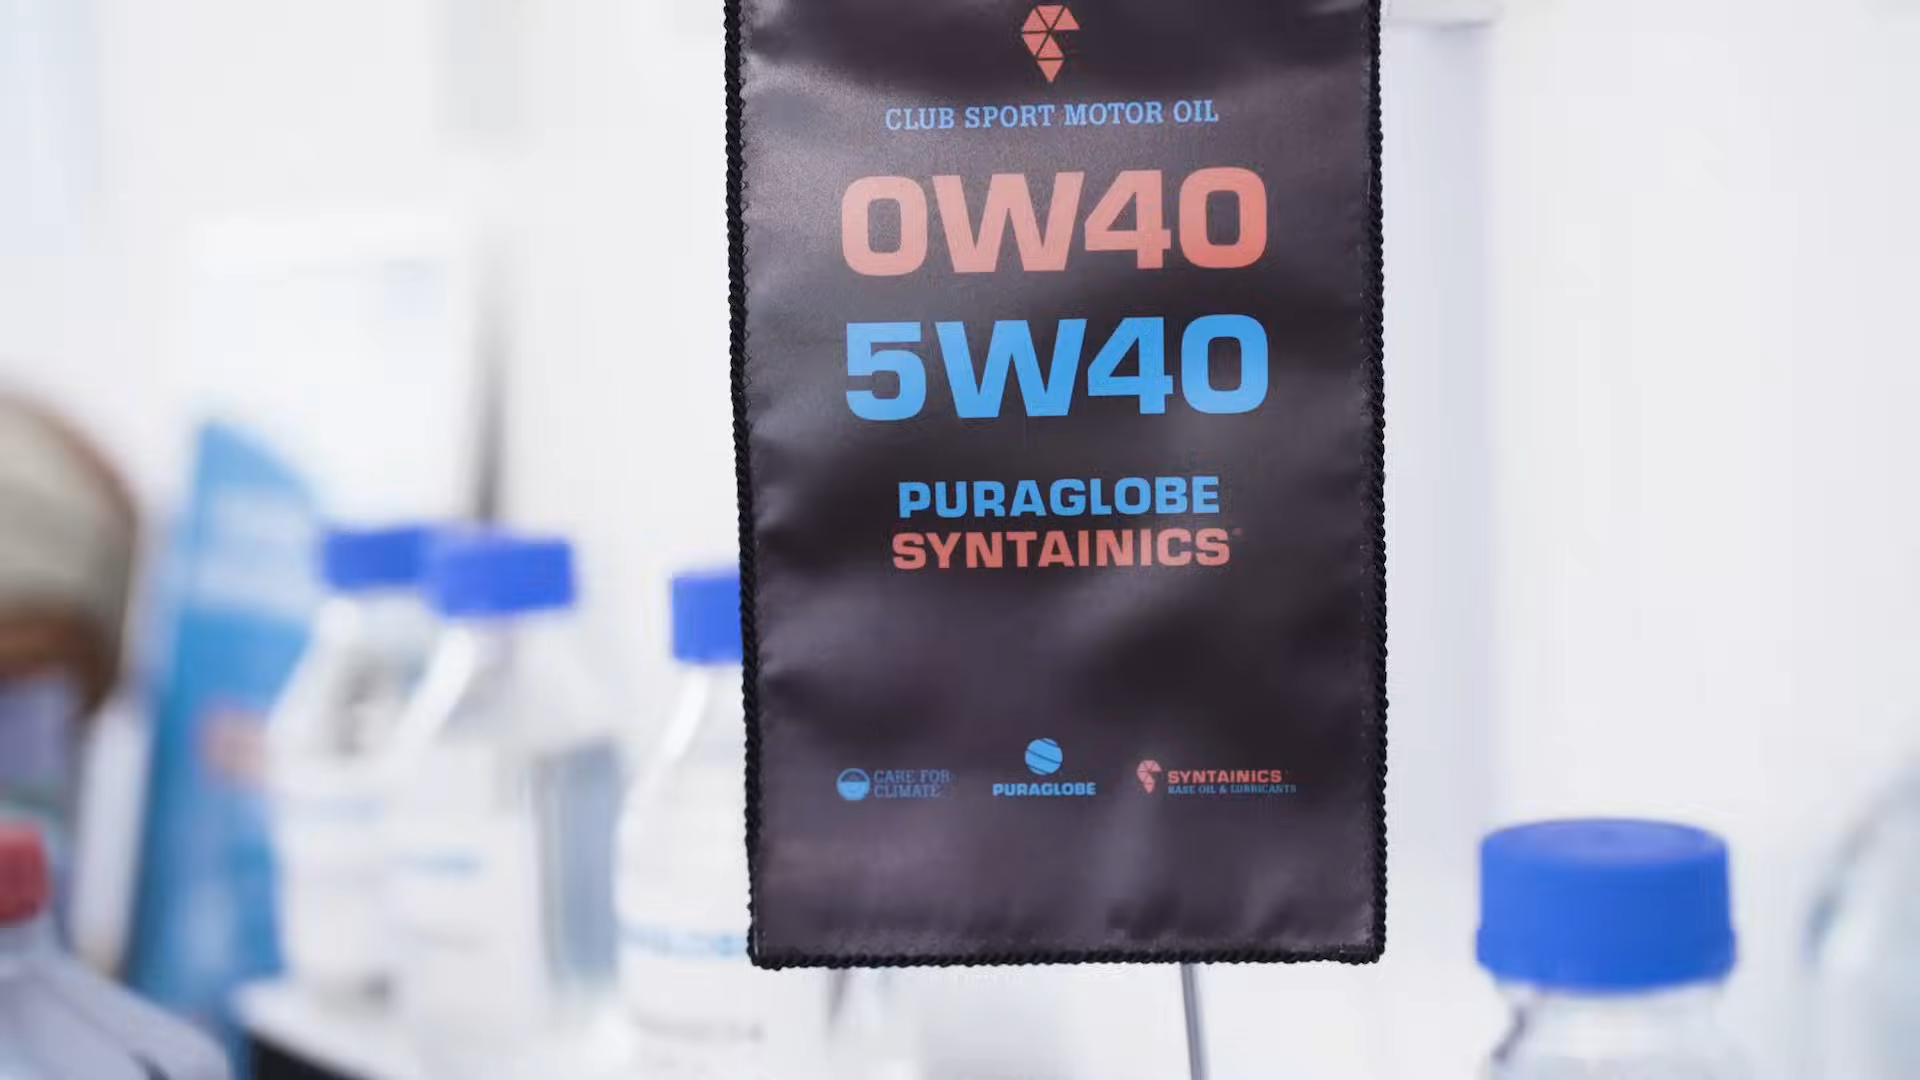 CLUB SPORT MOTOR OIL
0W40
5W40
PURAGLOBE
SYNTAINICS
CARE FOR
CLIMATE
PURAGLOBE
SYNTAINICS
BASE OIL & LUBRICANTS